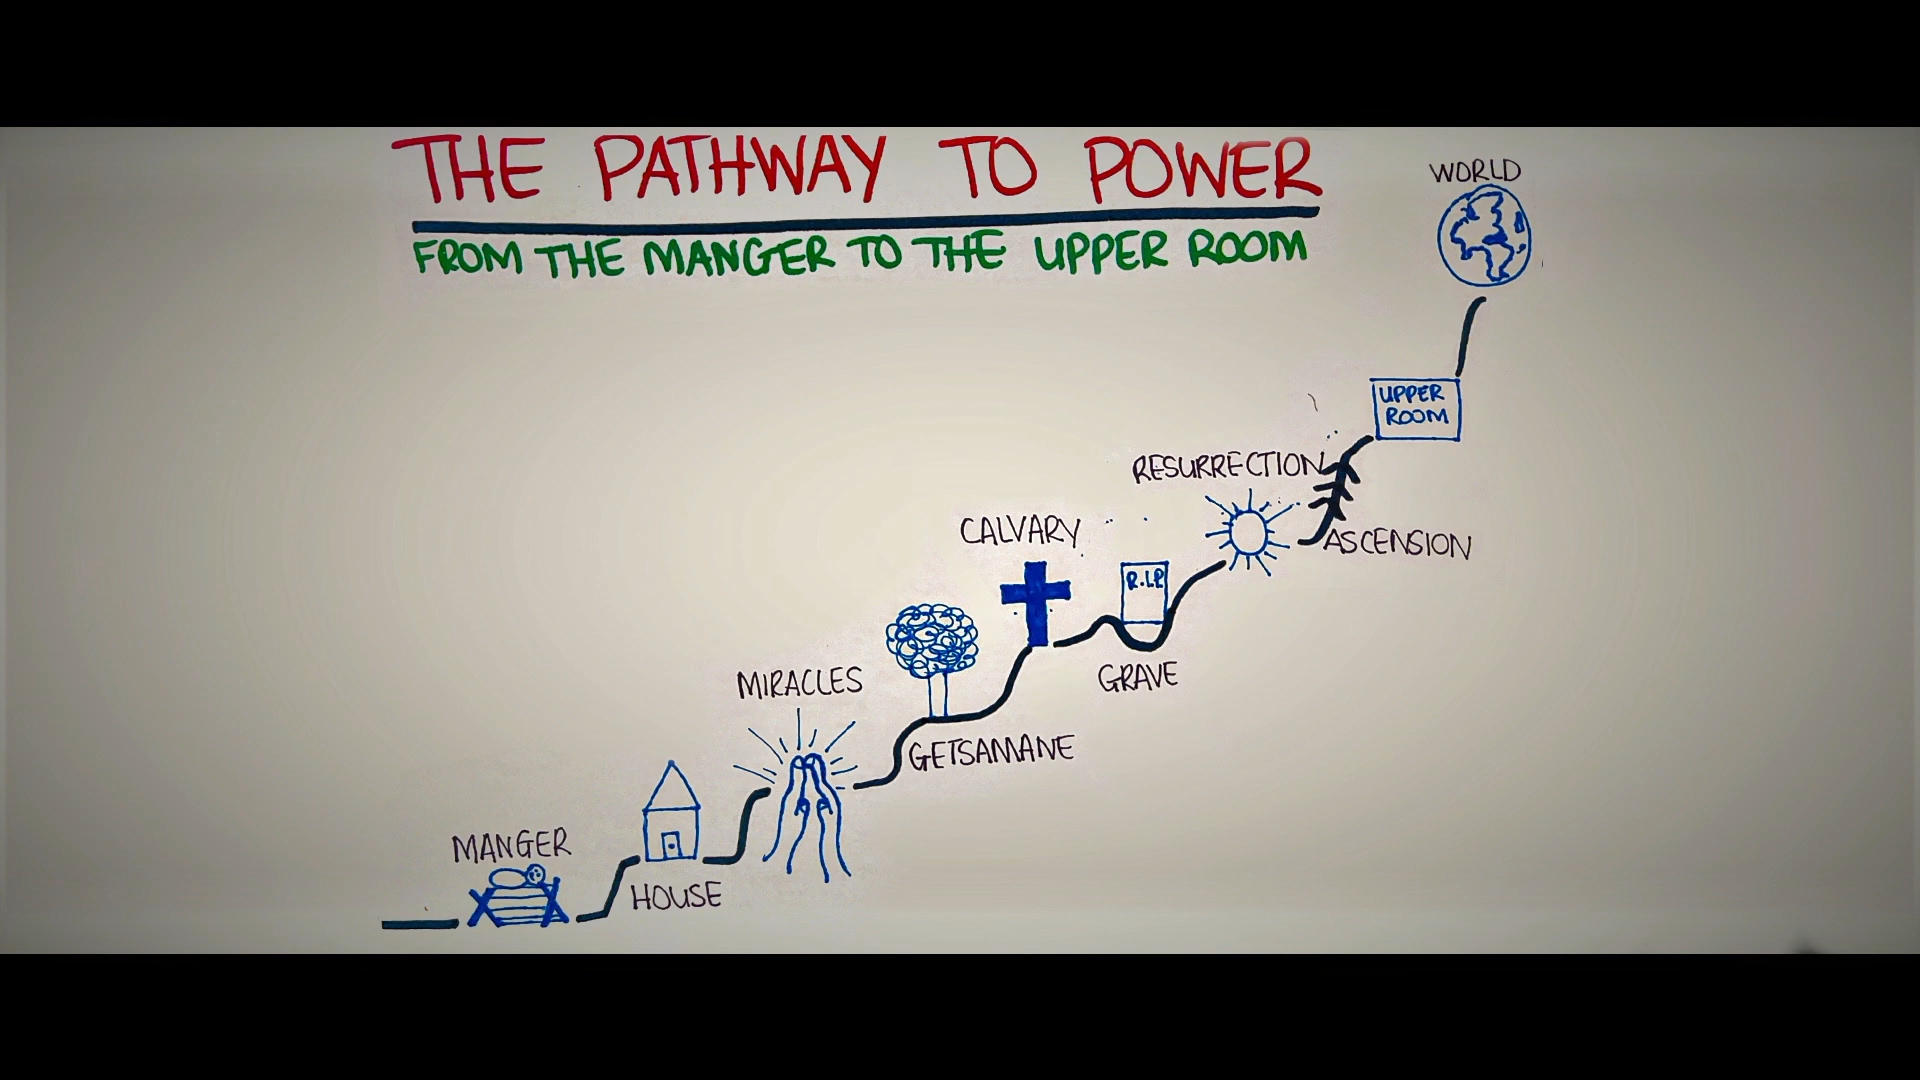 THE PATHWAY TO POWER
FROM THE MANGER TO THE UPPER ROOM
WORLD
UPPER
ROOM
RESURRECTION
ASCENSION
CALVARY
R.I.P
GRAVE
MIRACLES
GETSAMANE
MANGER
HOUSE